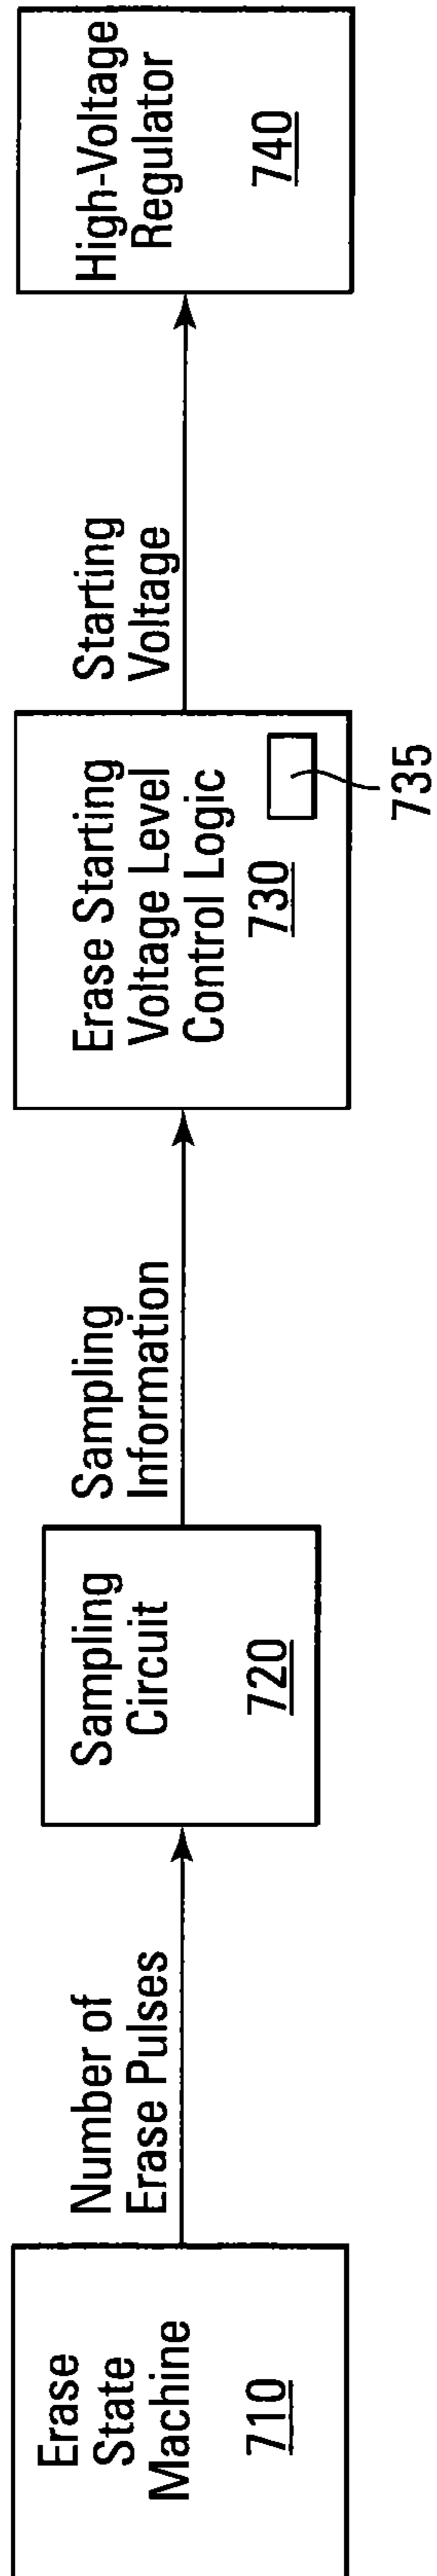 Erase
State
Machine
710
Number of
Erase Pulses
Sampling
Circuit
720
Sampling
Information
Erase Starting
Voltage Level
Control Logic
730
735
Starting
Voltage
High-Voltage
Regulator
740